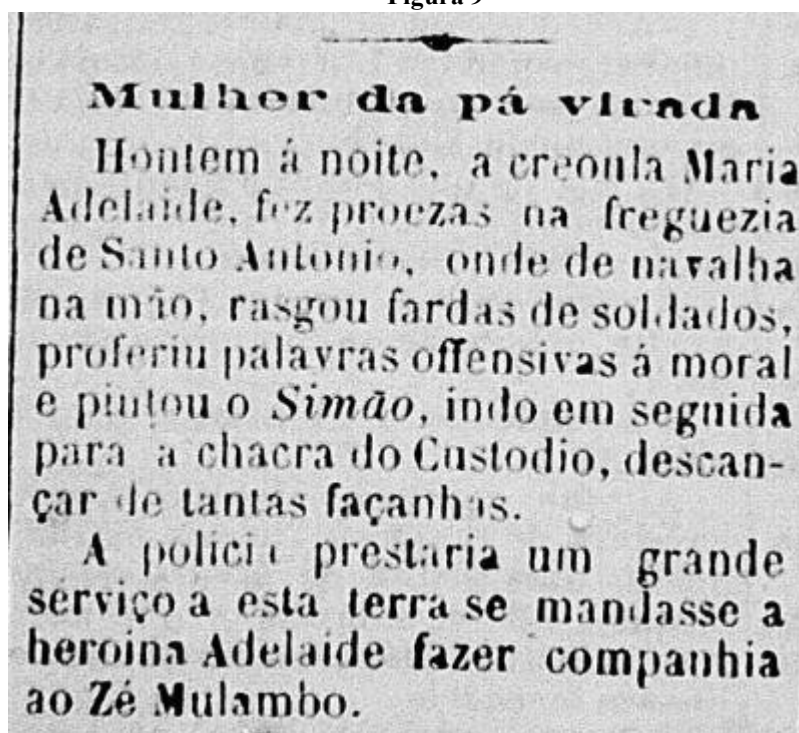 Figura 9
Mulher da pá virada
Hontem á noite, a creoula Maria
Adelaide, fez proezas na freguezia
de Santo Antonio, onde de navalha
na mão, rasgou fardas de soldados,
proferiu palavras offensivas á moral
e pintou o Simão, indo em seguida
para a chacra do Custodio, descan-
çar de tantas façanhas.
A policia prestaria um grande
serviço a esta terra se mandasse a
heroina Adelaide fazer companhia
ao Zé Mulambo.